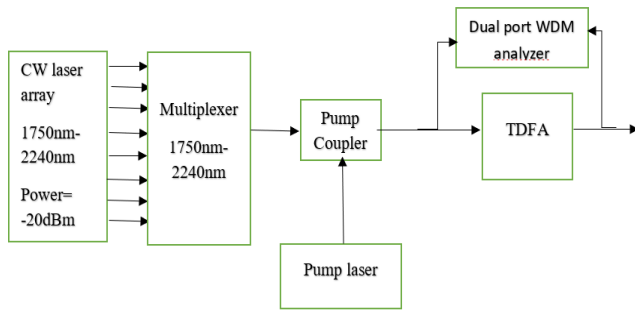 CW laser
array
1750nm-
2240nm
Power=
-20dBm
Multiplexer
1750nm-
2240nm
Pump
Coupler
Pump laser
Dual port WDM
analyzer
TDFA